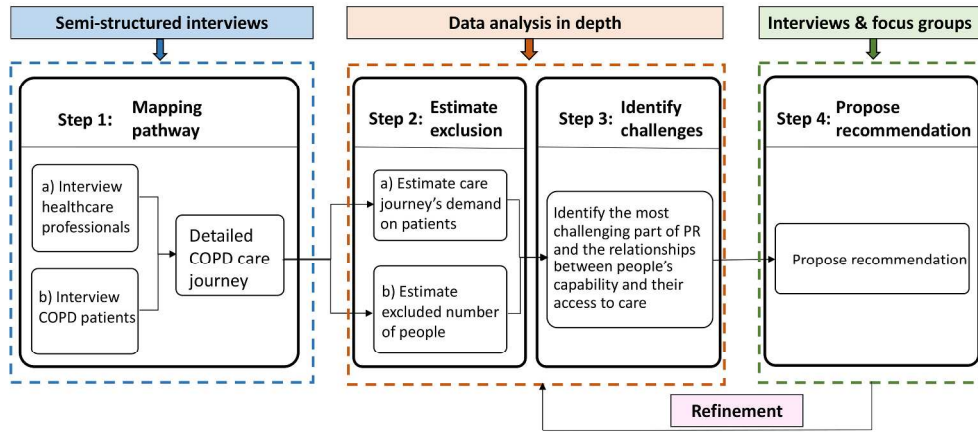 Semi-structured interviews
Data analysis in depth
Interviews & focus groups
Step 1: Mapping
pathway
a) Interview
healthcare
professionals
b) Interview
COPD patients
Detailed
COPD care
journey
Step 2: Estimate
exclusion
a) Estimate care
journey's demand
on patients
b) Estimate
excluded number
of people
Step 3: Identify
challenges
Identify the most
challenging part of PR
and the relationships
between people's
capability and their
access to care
Step 4: Propose
recommendation
Propose recommendation
Refinement